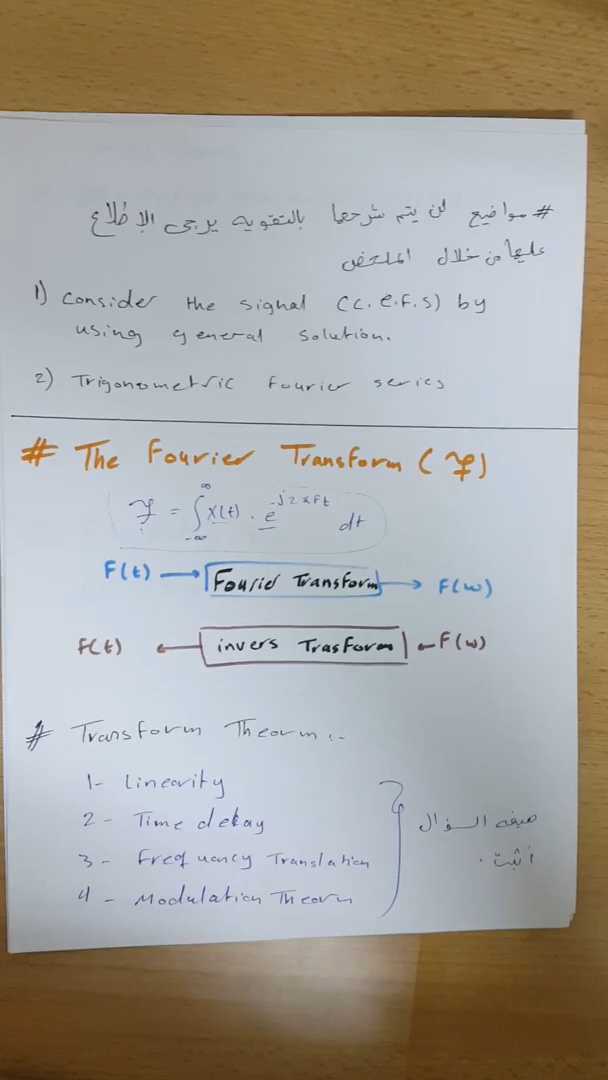 # مواضيع لن يتم شرحها بالتقويه يرجى الإطلاع
عليها من خلال الملخص
1) Consider the signal (c.e.f.s) by
using general solution.
2) Trigonometric Fourier series
# The Fourier Transform (Ƒ)
Ƒ = ∫_{-∞}^{∞} x(t) . e^{-j2πft} dt
F(t) → Fourier Transform → F(w)
F(t) ← invers Trasform ← F(w)
# Transform Theorm :-
1- Linearity
2- Time delay
3- Frequency Translation
4- Modulation Theorm
صيغه السؤال
أثبت .